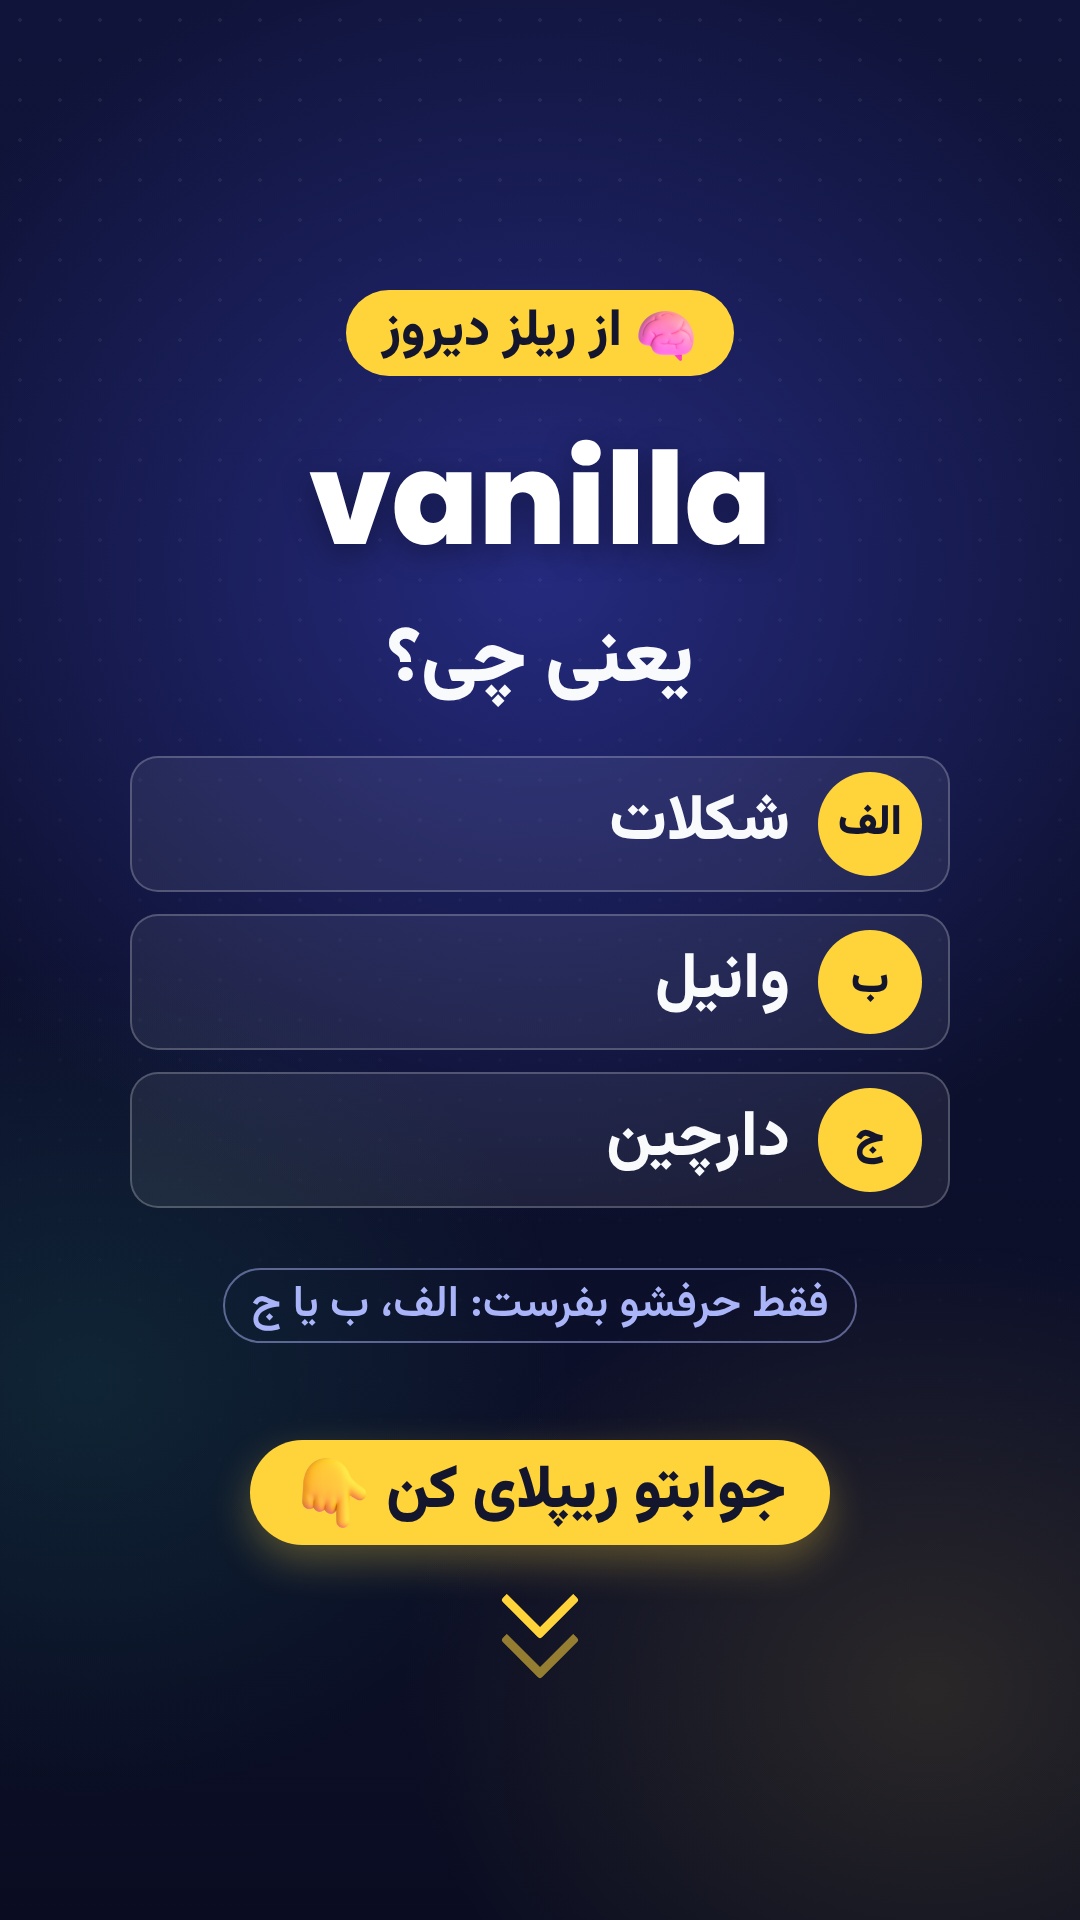 🧠 از ریلز دیروز
vanilla
یعنی چی؟
الف شکلات
ب وانیل
ج دارچین
فقط حرفشو بفرست: الف، ب یا ج
جوابتو ریپلای کن 👇